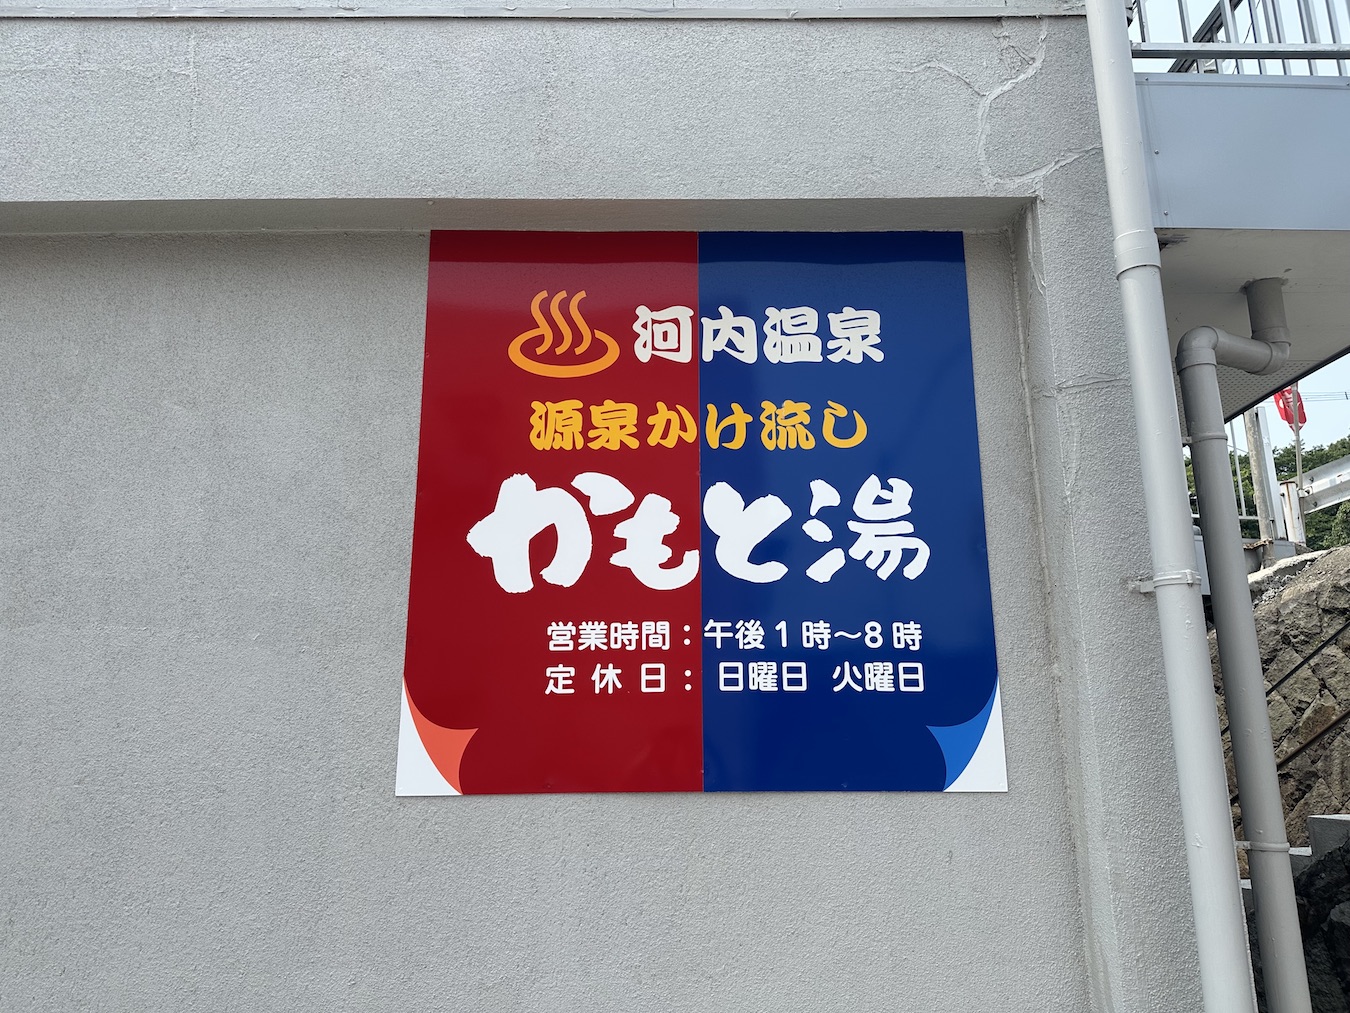 河内温泉
源泉かけ流し
かもと湯
営業時間：午後1時～8時
定休日：日曜日 火曜日